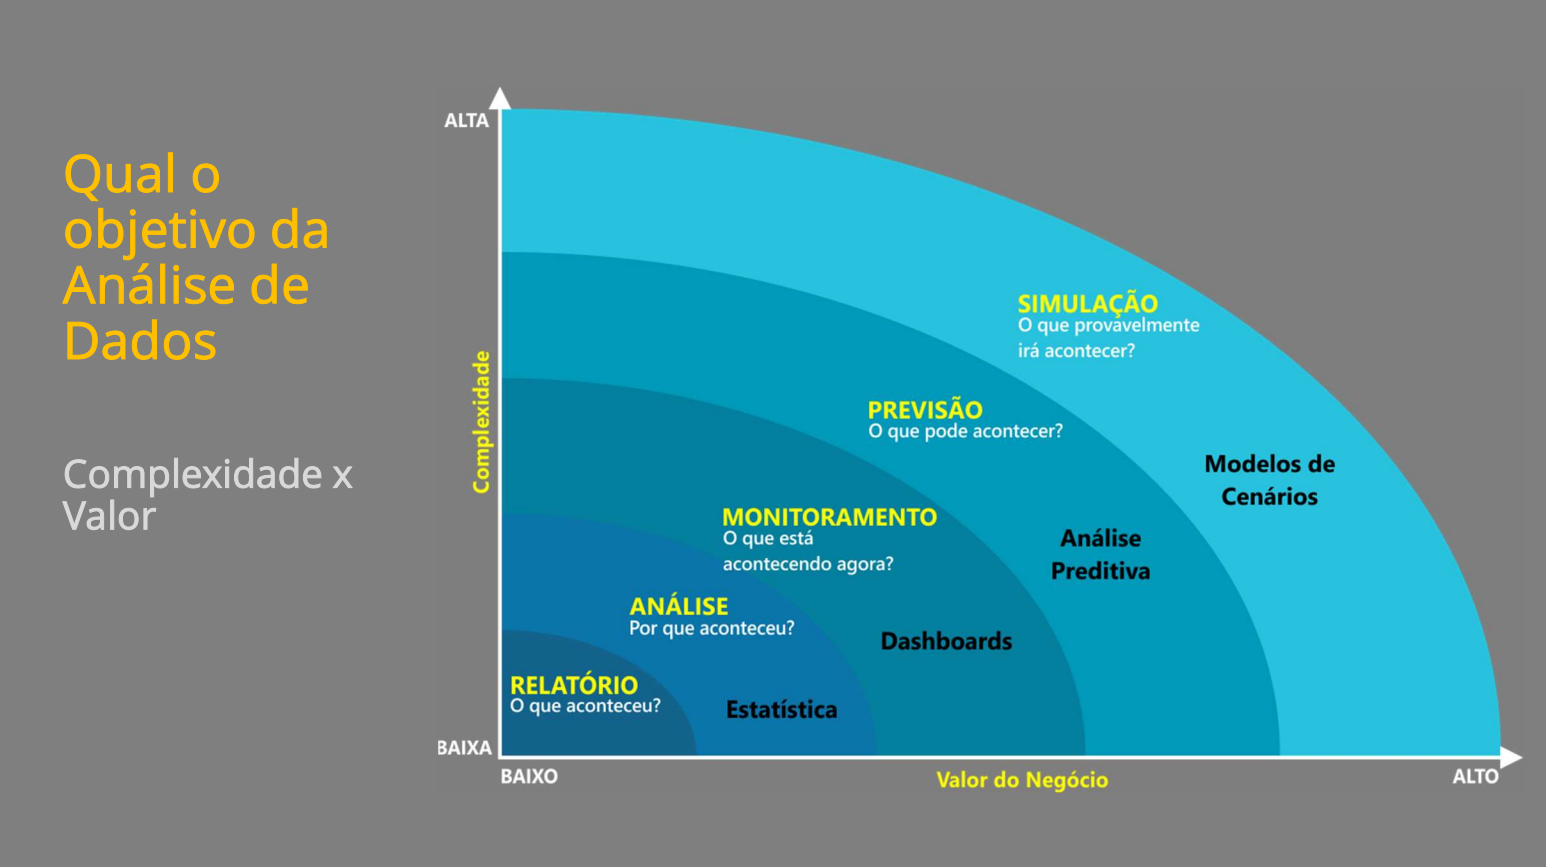 Qual o
objetivo da
Análise de
Dados
Complexidade x
Valor
ALTA
Complexidade
BAIXA
SIMULAÇÃO
O que provavelmente
irá acontecer?
Modelos de
Cenários
PREVISÃO
O que pode acontecer?
Análise
Preditiva
MONITORAMENTO
O que está
acontecendo agora?
Dashboards
ANÁLISE
Por que aconteceu?
Estatística
RELATÓRIO
O que aconteceu?
BAIXO
Valor do Negócio
ALTO